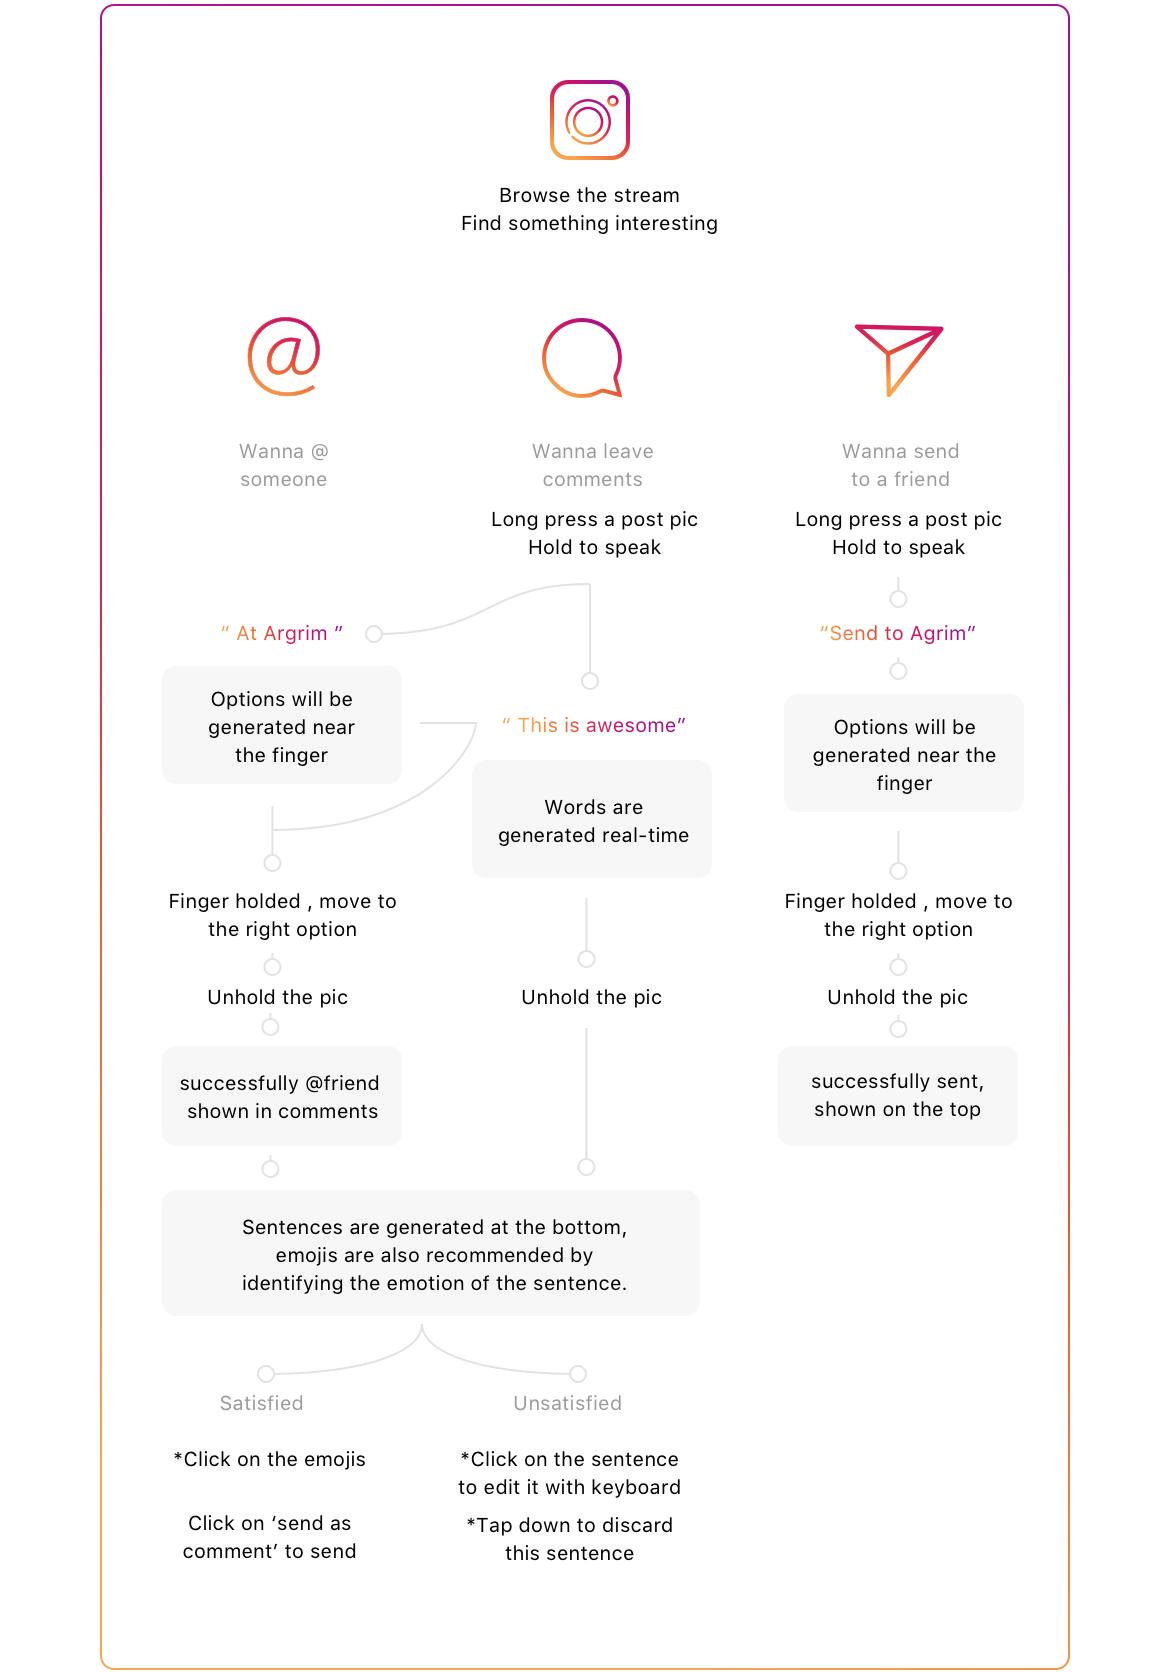 Browse the stream
Find something interesting
Wanna @
someone
Wanna leave
comments
Long press a post pic
Hold to speak
Wanna send
to a friend
Long press a post pic
Hold to speak
“ At Argrim ”
Options will be
generated near
the finger
“ This is awesome”
Words are
generated real-time
“Send to Agrim”
Options will be
generated near the
finger
Finger holded , move to
the right option
Unhold the pic
successfully @friend
shown in comments
Unhold the pic
Finger holded , move to
the right option
Unhold the pic
successfully sent,
shown on the top
Sentences are generated at the bottom,
emojis are also recommended by
identifying the emotion of the sentence.
Satisfied
*Click on the emojis
Click on ‘send as
comment’ to send
Unsatisfied
*Click on the sentence
to edit it with keyboard
*Tap down to discard
this sentence